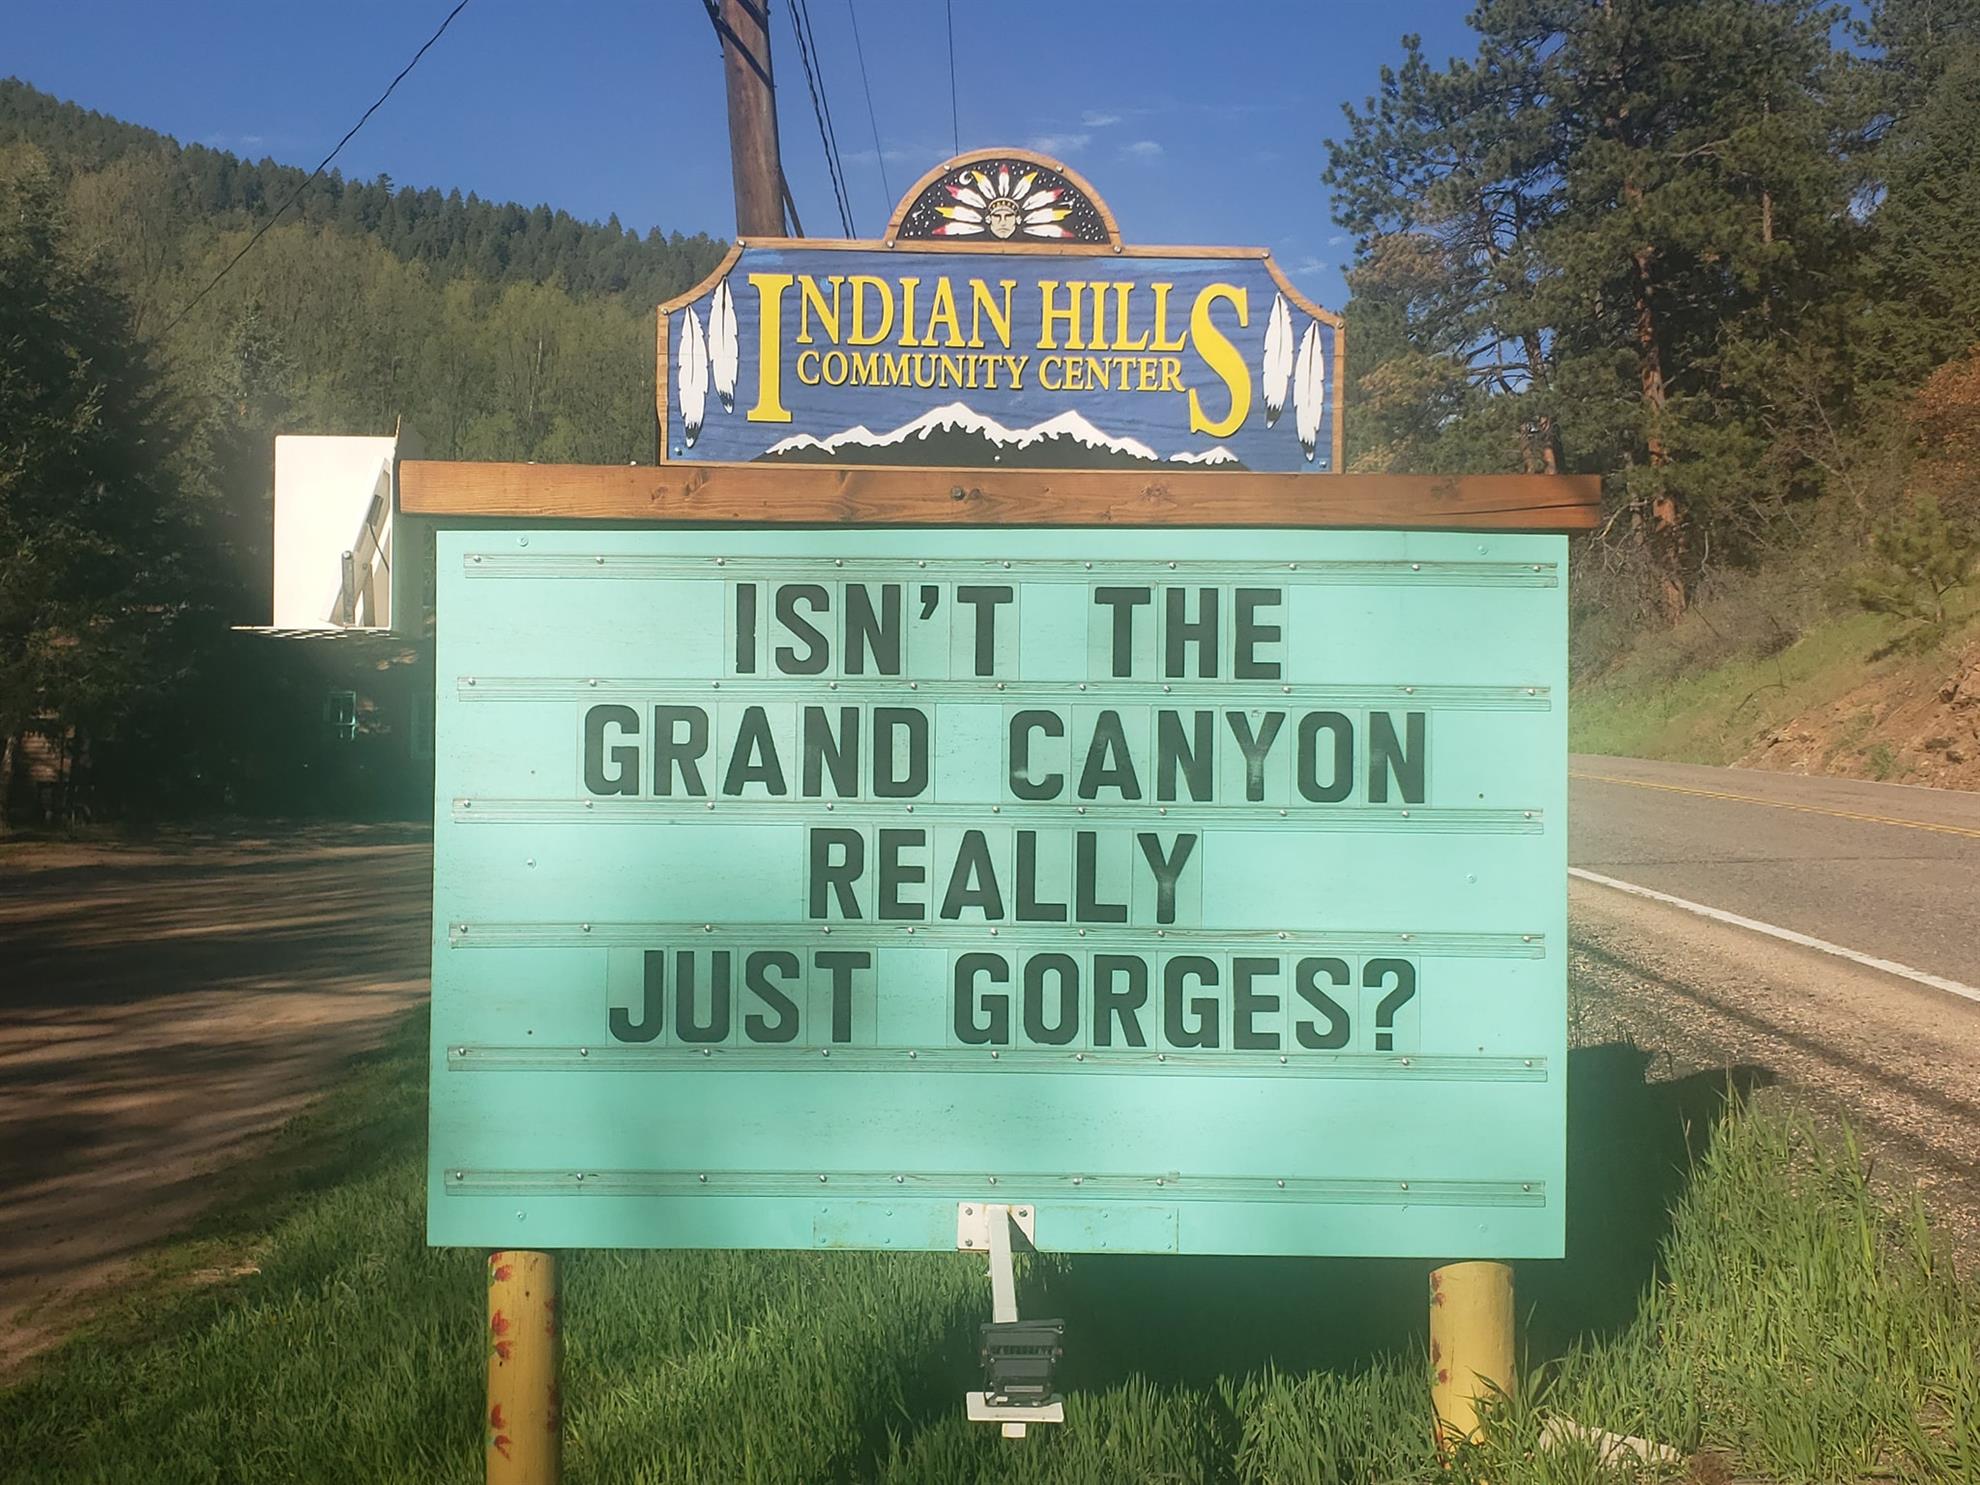 INDIAN HILLS
COMMUNITY CENTER
ISN'T THE
GRAND CANYON
REALLY
JUST GORGES?